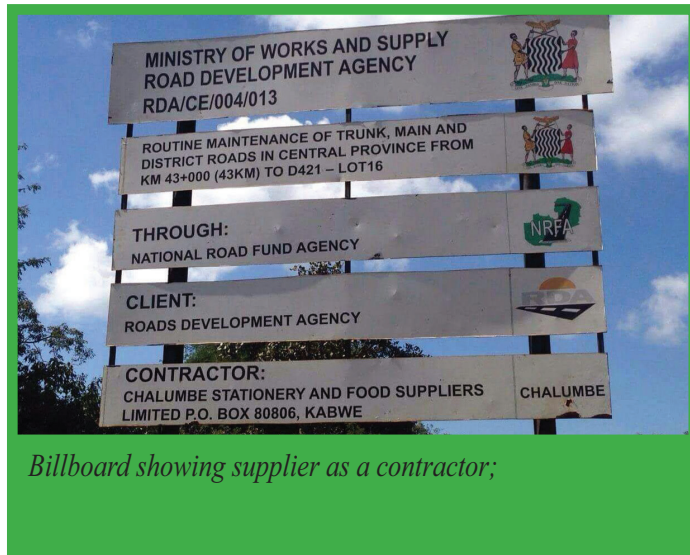 MINISTRY OF WORKS AND SUPPLY
ROAD DEVELOPMENT AGENCY
RDA/CE/004/013
ROUTINE MAINTENANCE OF TRUNK, MAIN AND
DISTRICT ROADS IN CENTRAL PROVINCE FROM
KM 43+000 (43KM) TO D421 – LOT16
THROUGH:
NATIONAL ROAD FUND AGENCY
NRFA
CLIENT:
ROADS DEVELOPMENT AGENCY
RDA
CONTRACTOR:
CHALUMBE STATIONERY AND FOOD SUPPLIERS
LIMITED P.O. BOX 80806, KABWE
CHALUMBE
Billboard showing supplier as a contractor;